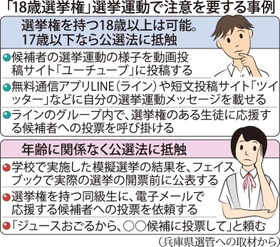 「18歳選挙権」選挙運動で注意を要する事例
選挙権を持つ18歳以上は可能。
17歳以下なら公選法に抵触
●候補者の選挙運動の様子を動画投
稿サイト「ユーチューブ」に投稿する
●無料通信アプリLINE（ライン）や短文投稿サイト「ツイ
ッター」などに自分の選挙運動メッセージを載せる
●ラインのグループ内で、選挙権のある生徒に応援す
る候補者への投票を呼び掛ける
年齢に関係なく公選法に抵触
●学校で実施した模擬選挙の結果を、フェイス
ブックで実際の選挙の開票前に公表する
●選挙権を持つ同級生に、電子メールで
応援する候補者への投票を依頼する
●「ジュースおごるから、○○候補に投票して」と頼む
（兵庫県選管への取材から）